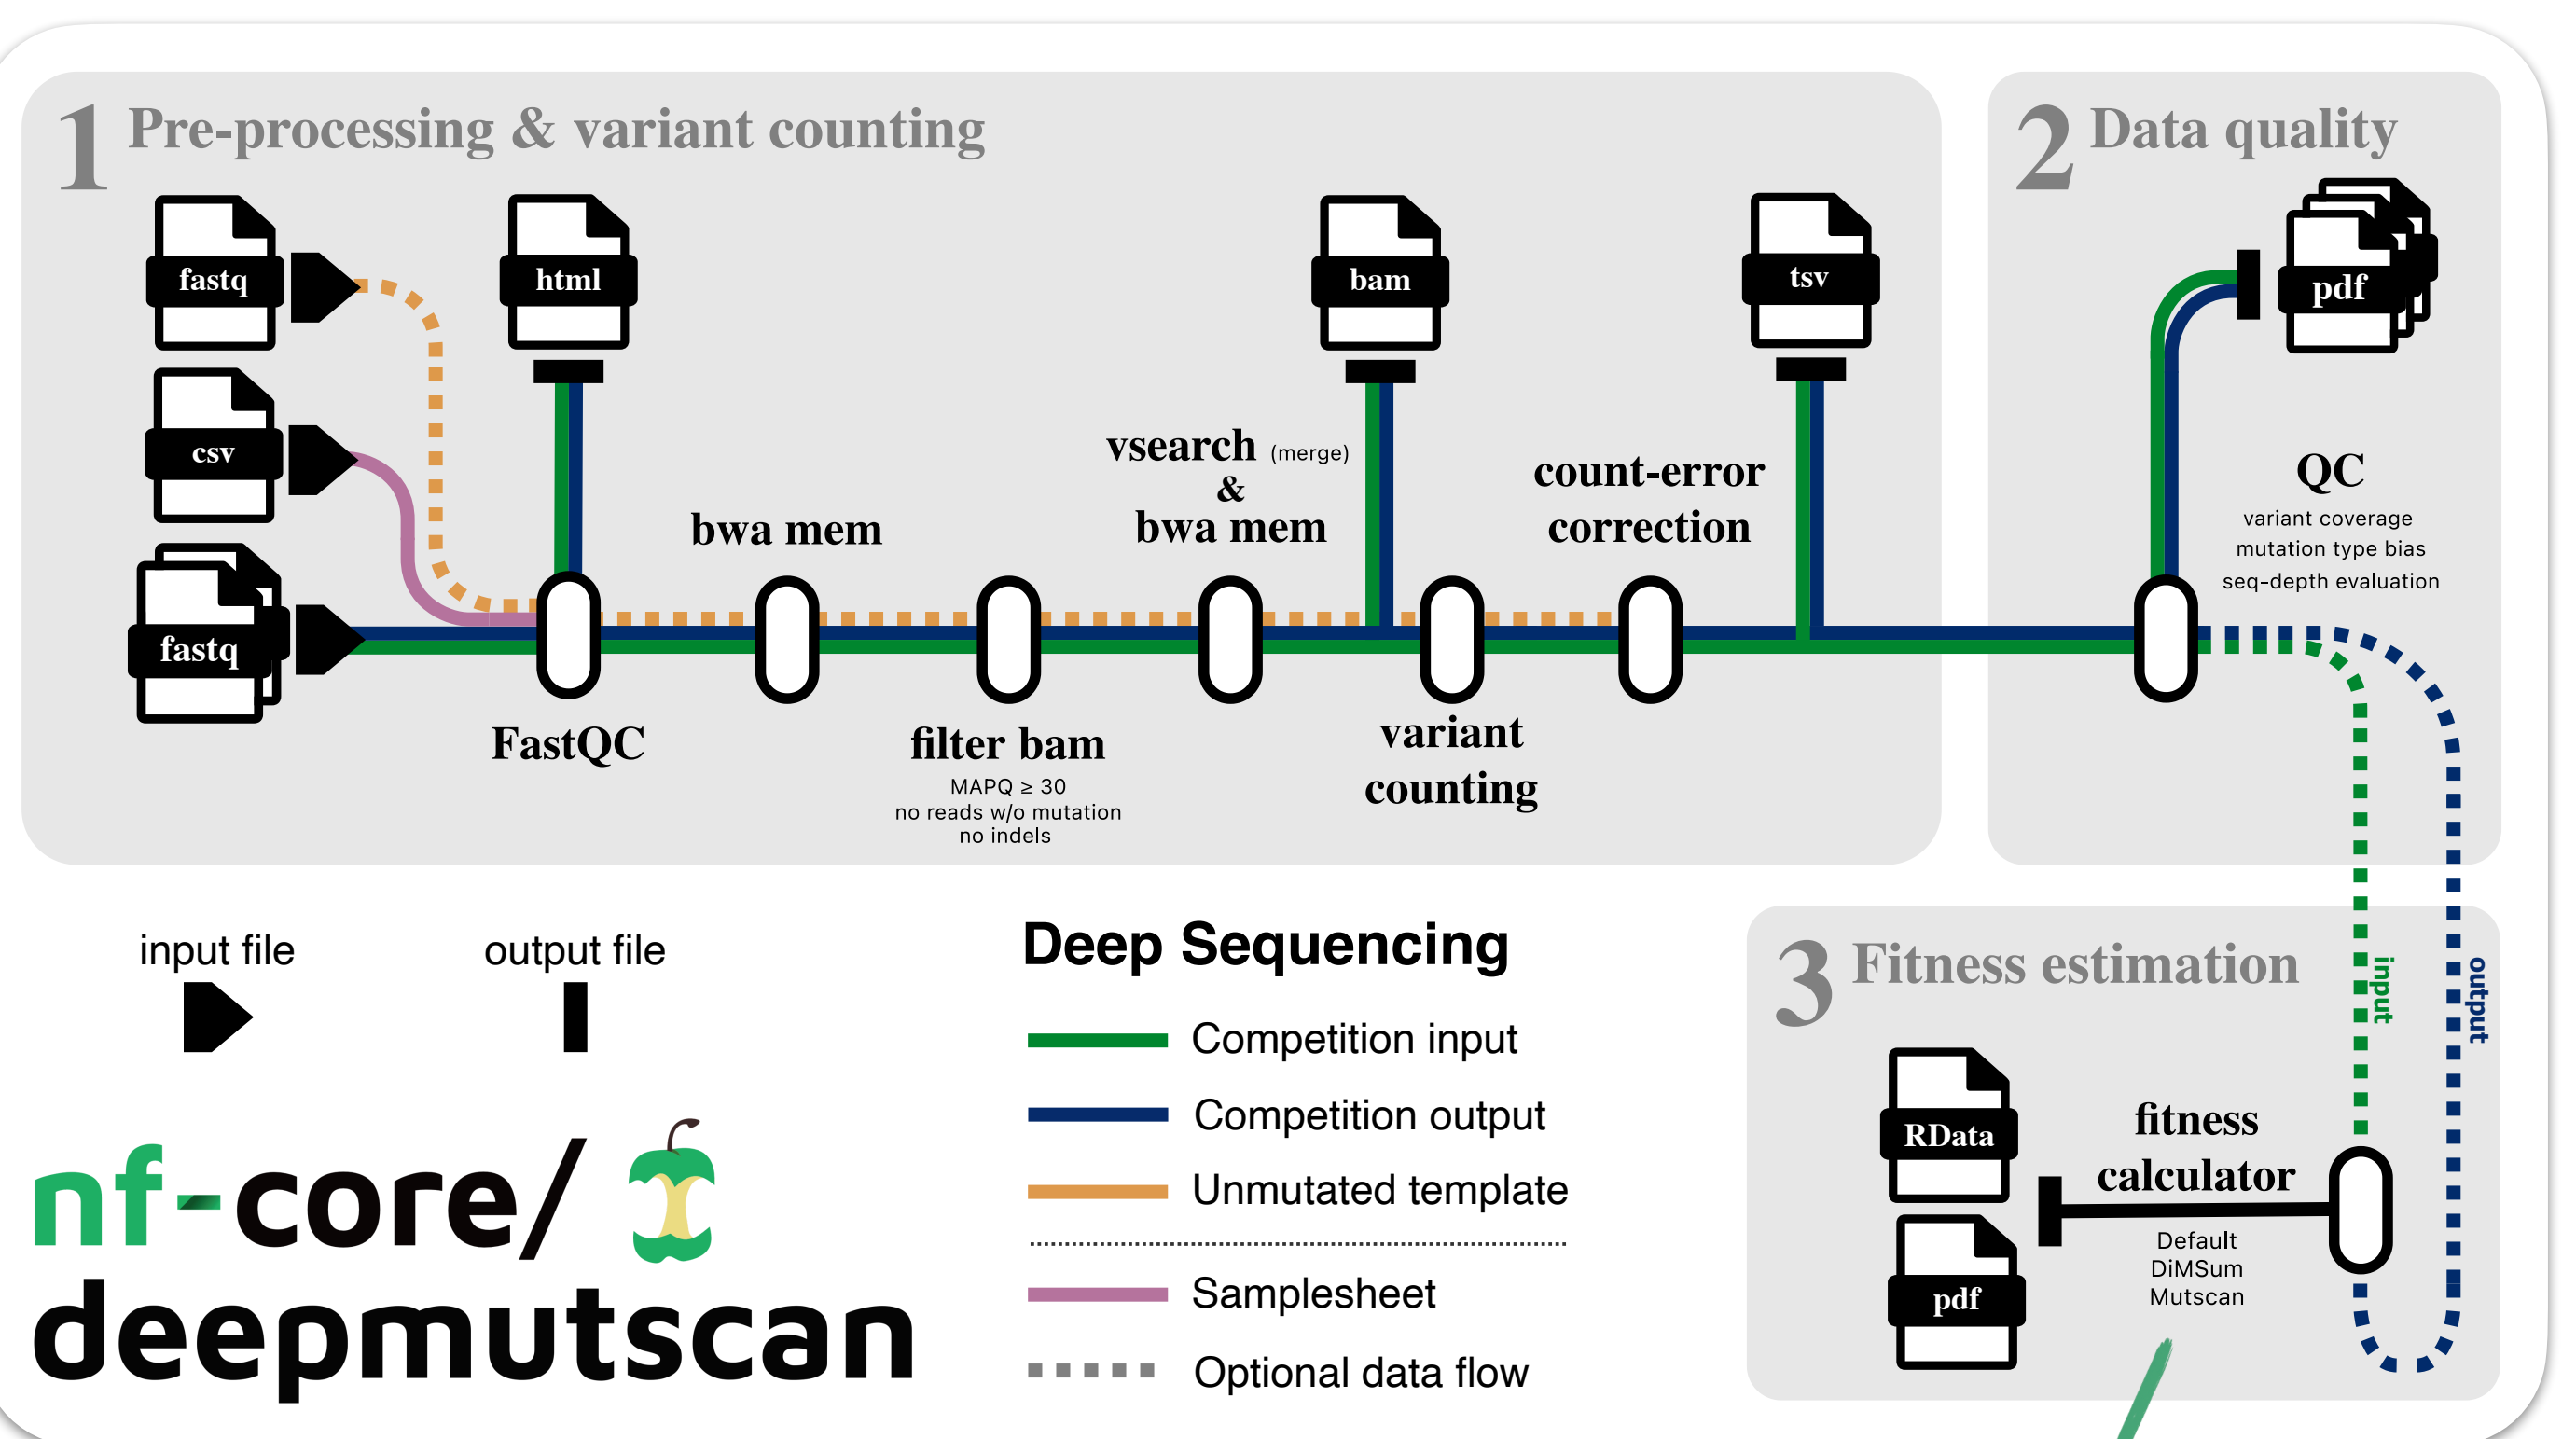 1 Pre-processing & variant counting
fastq
html
bam
tsv
csv
fastq
bwa mem
vsearch (merge)
&
bwa mem
count-error
correction
FastQC
filter bam
MAPQ ≥ 30
no reads w/o mutation
no indels
variant
counting
2 Data quality
pdf
QC
variant coverage
mutation type bias
seq-depth evaluation
input file
output file
nf-core/
deepmutscan
Deep Sequencing
Competition input
Competition output
Unmutated template
Samplesheet
Optional data flow
3 Fitness estimation
input
output
RData
pdf
fitness
calculator
Default
DiMSum
Mutscan